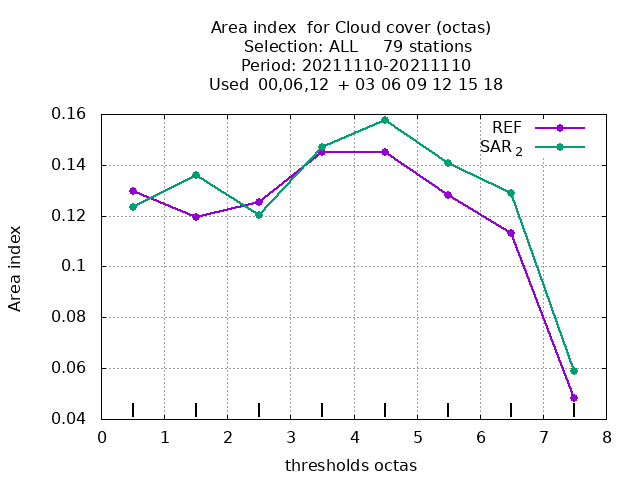 Area index  for Cloud cover (octas)
Selection: ALL     79 stations
Period: 20211110-20211110
Used  00,06,12  + 03 06 09 12 15 18
0.16
REF
SAR 2
0.14
0.12
0.1
0.08
0.06
0.04
Area index
0 1 2 3 4 5 6 7 8
thresholds octas